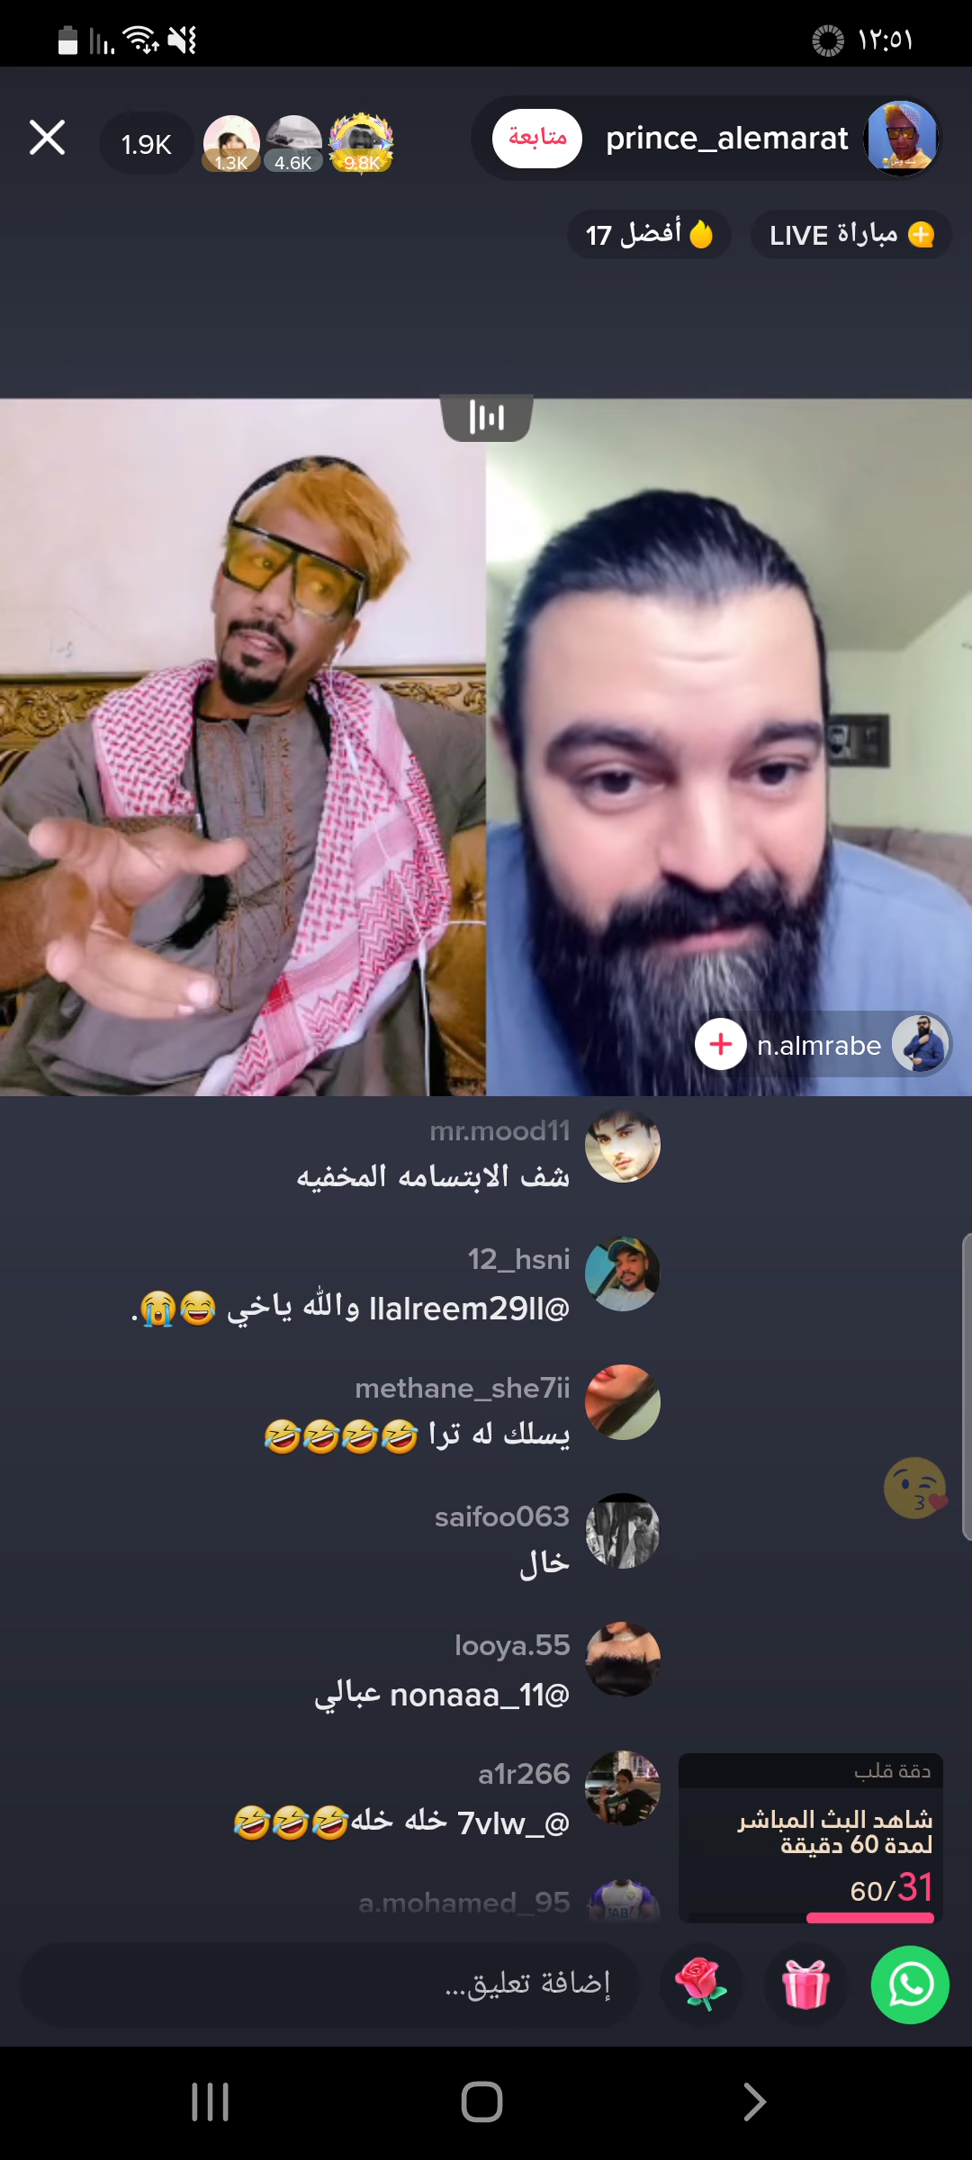 ١٢:٥١
prince_alemarat
متابعة
9.8K
4.6K
1.3K
1.9K
مباراة LIVE
أفضل 17
n.almrabe
mr.mood11
شف الابتسامه المخفيه
12_hsni
@llalreem29ll والله ياخي 😂😭.
methane_she7ii
يسلك له ترا 🤣🤣🤣🤣
saifoo063
خال
looya.55
@nonaaa_11 عبالي
a1r266
@_7vlw خله خله🤣🤣🤣
a.mohamed_95
دقة قلب
شاهد البث المباشر
لمدة 60 دقيقة
60/31
إضافة تعليق...